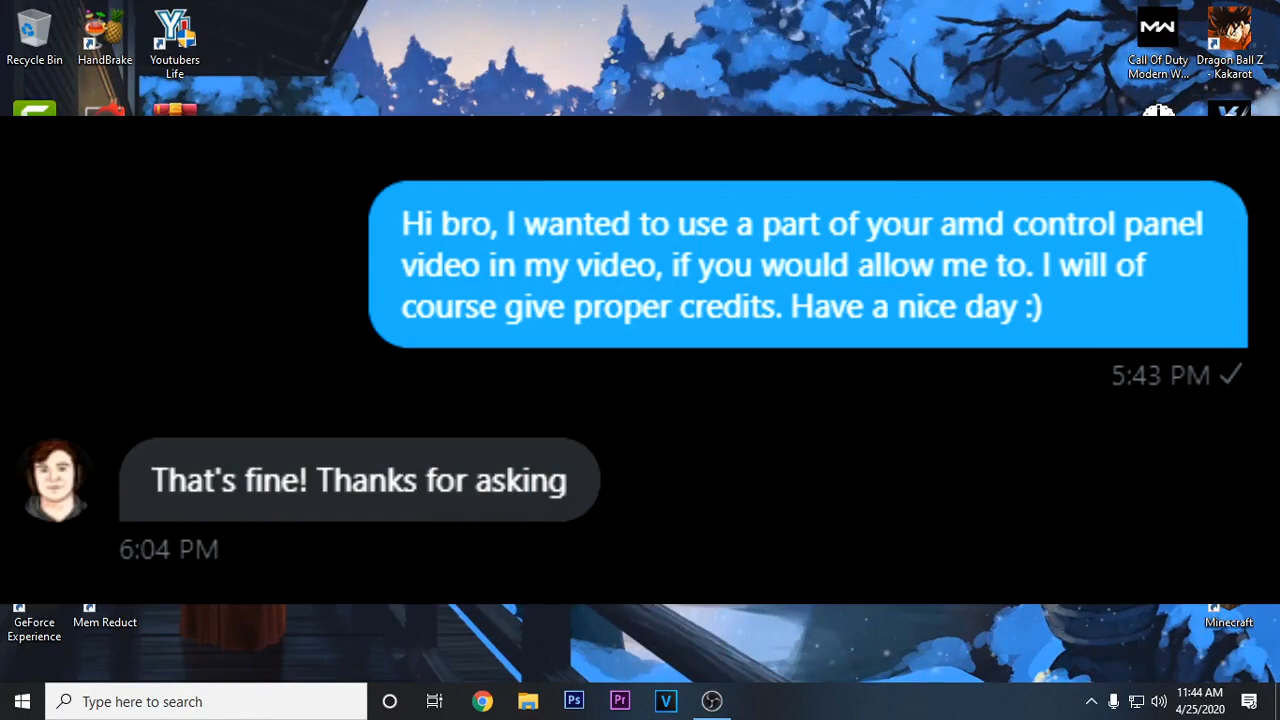 Recycle Bin
HandBrake
Youtubers
Life
Call Of Duty
Modern W...
Dragon Ball Z
- Kakarot
Hi bro, I wanted to use a part of your amd control panel
video in my video, if you would allow me to. I will of
course give proper credits. Have a nice day :)
5:43 PM
That's fine! Thanks for asking
6:04 PM
GeForce
Experience
Mem Reduct
Minecraft
Type here to search
Ps
Pr
V
11:44 AM
4/25/2020